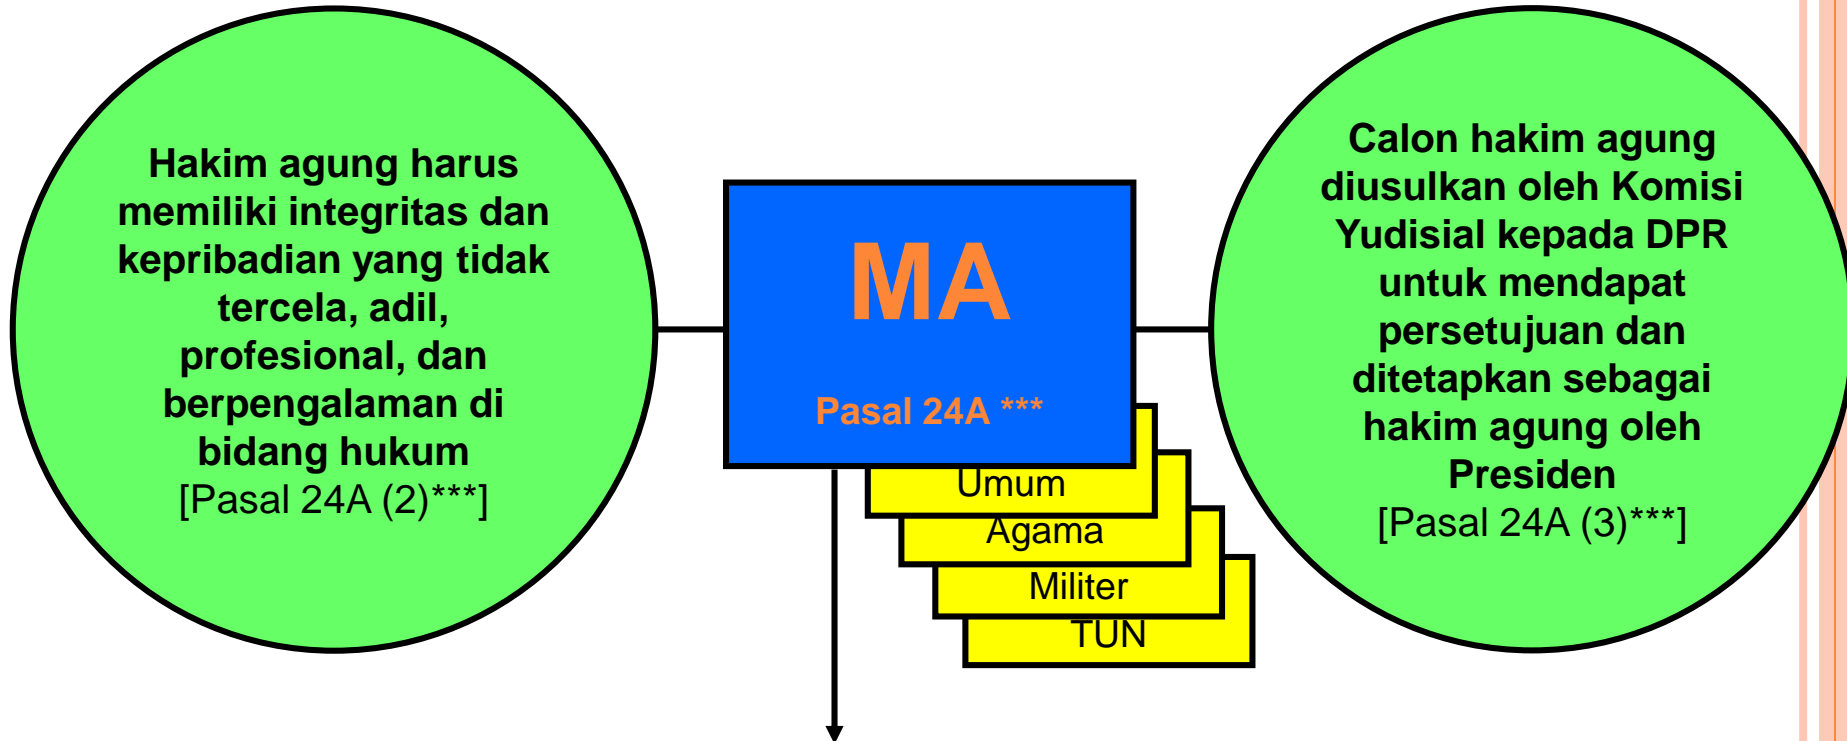 Hakim agung harus
memiliki integritas dan
kepribadian yang tidak
tercela, adil,
profesional, dan
berpengalaman di
bidang hukum
[Pasal 24A (2)***]
MA
Pasal 24A ***
Umum
Agama
Militer
TUN
Calon hakim agung
diusulkan oleh Komisi
Yudisial kepada DPR
untuk mendapat
persetujuan dan
ditetapkan sebagai
hakim agung oleh
Presiden
[Pasal 24A (3)***]